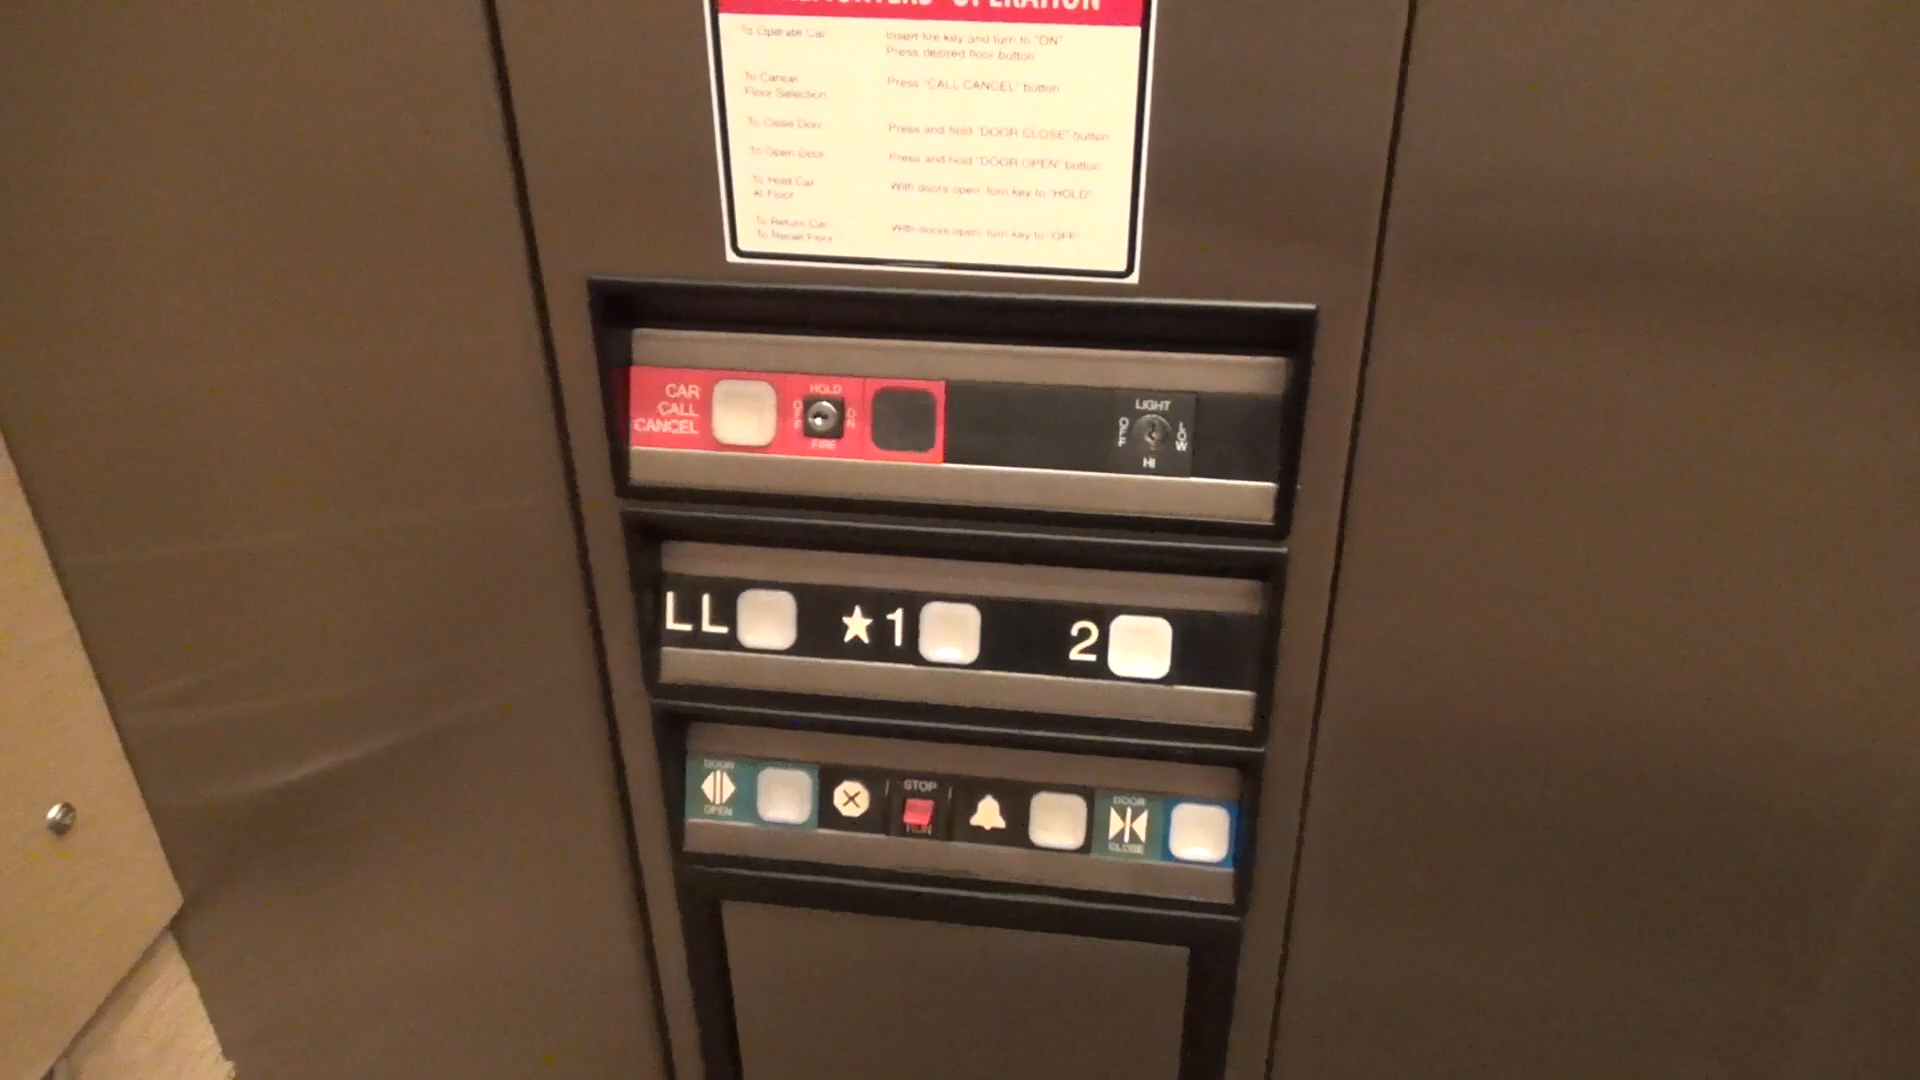 OPERATION
To Operate Car Insert fire key and turn to "ON"
Press desired floor button
To Cancel
Floor Selection Press "CALL CANCEL" button
To Close Door Press and hold "DOOR CLOSE" button
To Open Door Press and hold "DOOR OPEN" button
To Hold Car
At Floor With doors open, turn key to "HOLD"
To Return Car
To Recall Floor With doors open, turn key to "OFF"
CAR
CALL
CANCEL
HOLD
OFF
ON
FIRE
LIGHT
OFF
LOW
HI
LL ★1 2
DOOR
OPEN
STOP
RUN
DOOR
CLOSE